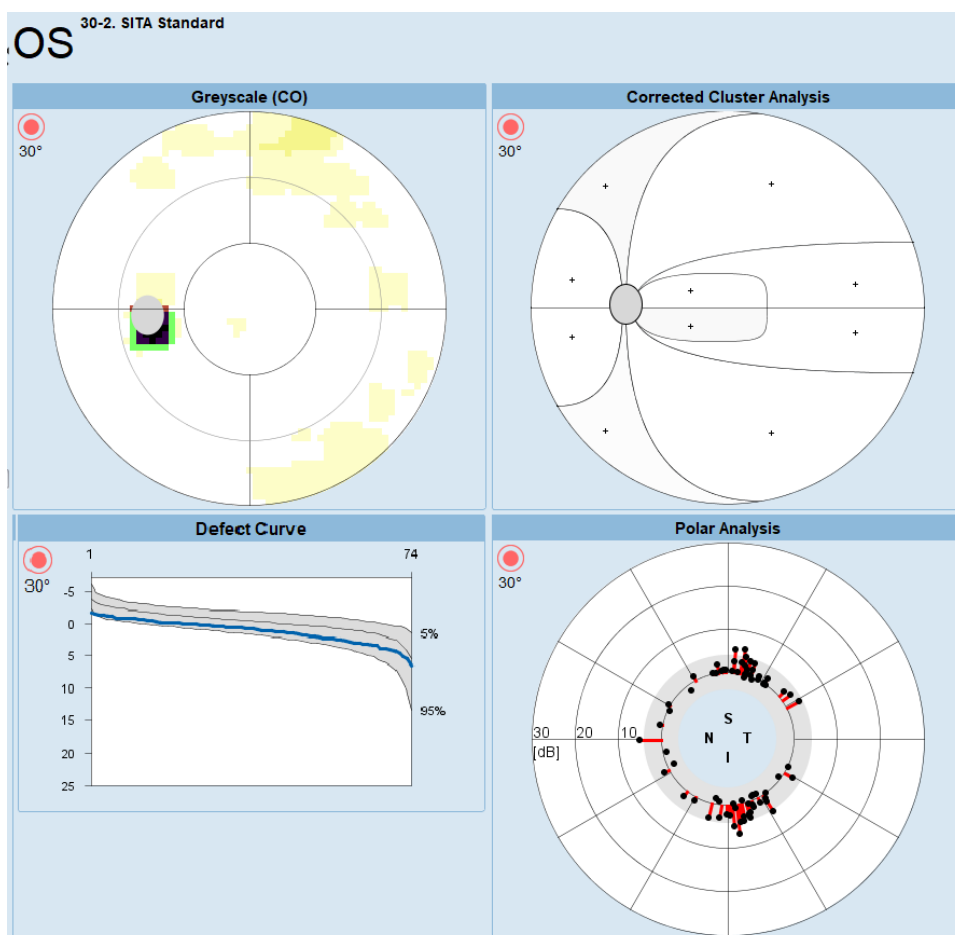 30-2. SITA Standard
OS
Greyscale (CO)
Corrected Cluster Analysis
30°
30°
Defect Curve
Polar Analysis
30°
1
74
-5
0
5
10
15
20
25
5%
95%
30°
30
20
10
[dB]
S
N
T
I